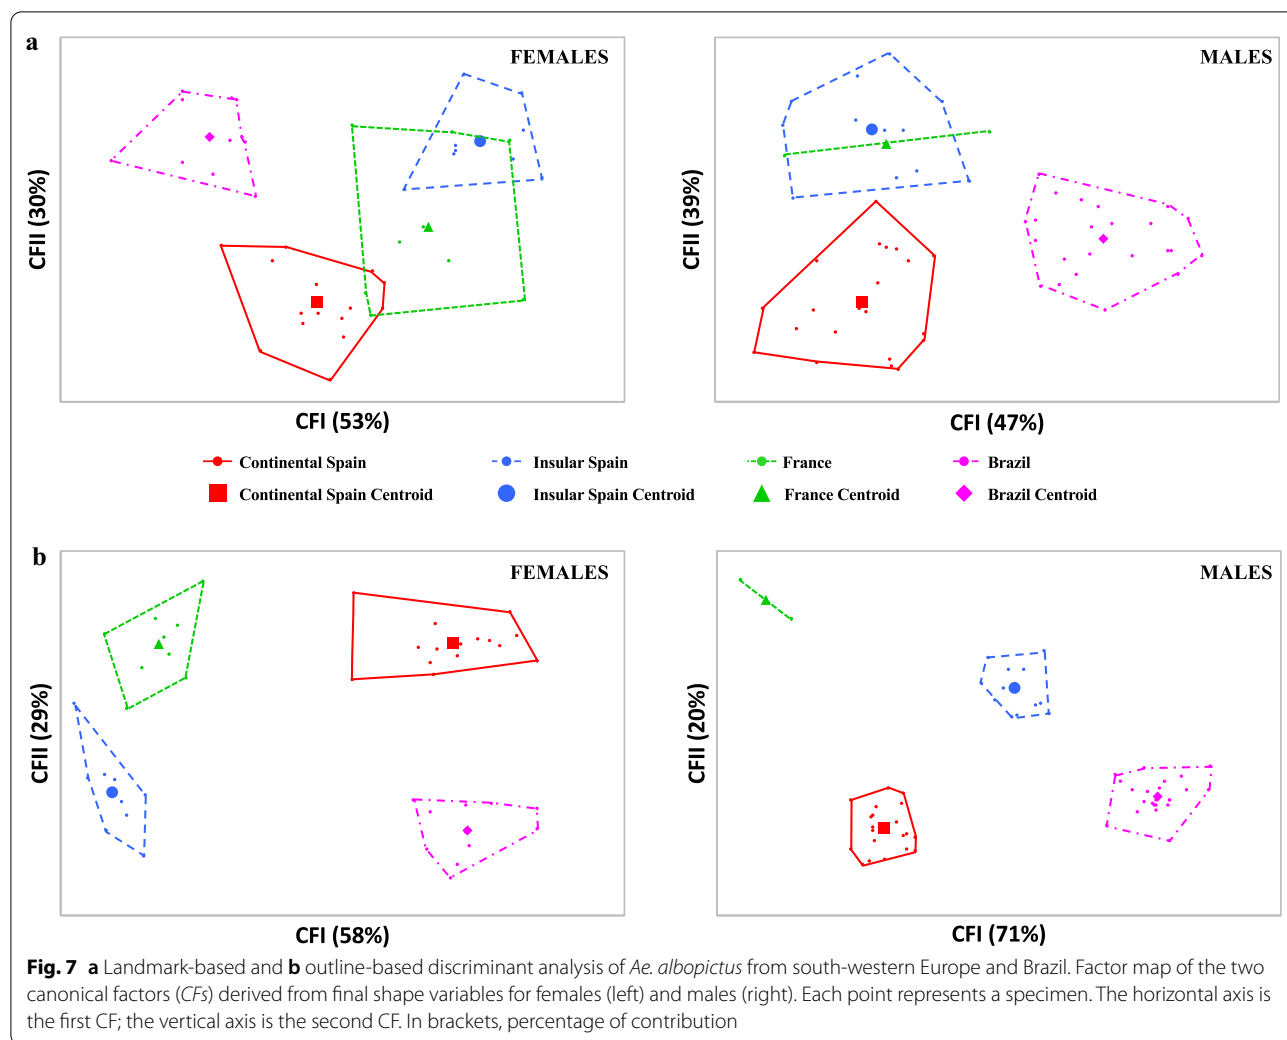 a
FEMALES
MALES
CFII (30%)
CFII (39%)
CFI (53%)
CFI (47%)
Continental Spain
Insular Spain
France
Brazil
Continental Spain Centroid
Insular Spain Centroid
France Centroid
Brazil Centroid
b
FEMALES
MALES
CFII (29%)
CFII (20%)
CFI (58%)
CFI (71%)
Fig. 7 a Landmark-based and b outline-based discriminant analysis of Ae. albopictus from south-western Europe and Brazil. Factor map of the two
canonical factors (CFs) derived from final shape variables for females (left) and males (right). Each point represents a specimen. The horizontal axis is
the first CF; the vertical axis is the second CF. In brackets, percentage of contribution